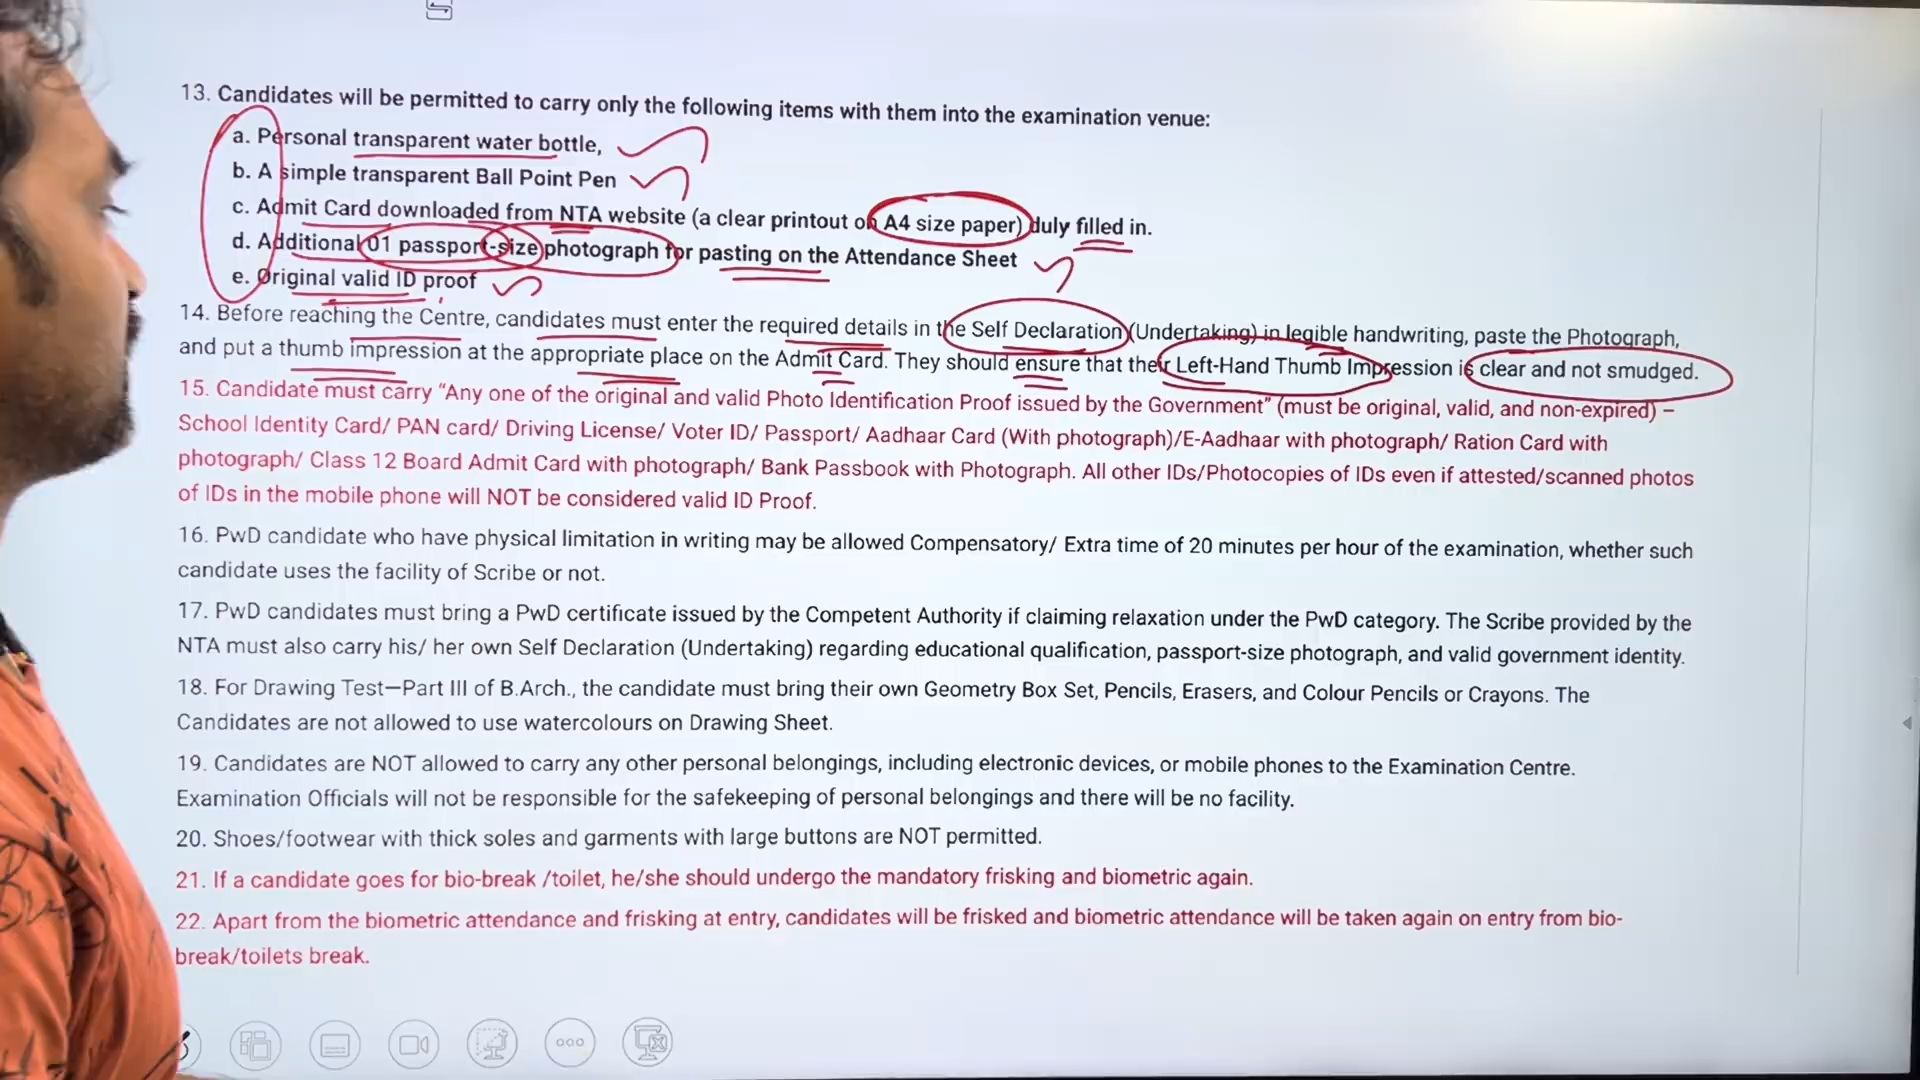 13. Candidates will be permitted to carry only the following items with them into the examination venue:
a. Personal transparent water bottle,
b. A simple transparent Ball Point Pen
c. Admit Card downloaded from NTA website (a clear printout on A4 size paper) duly filled in.
d. Additional 01 passport-size photograph for pasting on the Attendance Sheet
e. Original valid ID proof
14. Before reaching the Centre, candidates must enter the required details in the Self Declaration (Undertaking) in legible handwriting, paste the Photograph,
and put a thumb impression at the appropriate place on the Admit Card. They should ensure that their Left-Hand Thumb Impression is clear and not smudged.
15. Candidate must carry “Any one of the original and valid Photo Identification Proof issued by the Government” (must be original, valid, and non-expired) –
School Identity Card/ PAN card/ Driving License/ Voter ID/ Passport/ Aadhaar Card (With photograph)/E-Aadhaar with photograph/ Ration Card with
photograph/ Class 12 Board Admit Card with photograph/ Bank Passbook with Photograph. All other IDs/Photocopies of IDs even if attested/scanned photos
of IDs in the mobile phone will NOT be considered valid ID Proof.
16. PwD candidate who have physical limitation in writing may be allowed Compensatory/ Extra time of 20 minutes per hour of the examination, whether such
candidate uses the facility of Scribe or not.
17. PwD candidates must bring a PwD certificate issued by the Competent Authority if claiming relaxation under the PwD category. The Scribe provided by the
NTA must also carry his/ her own Self Declaration (Undertaking) regarding educational qualification, passport-size photograph, and valid government identity.
18. For Drawing Test–Part III of B.Arch., the candidate must bring their own Geometry Box Set, Pencils, Erasers, and Colour Pencils or Crayons. The
Candidates are not allowed to use watercolours on Drawing Sheet.
19. Candidates are NOT allowed to carry any other personal belongings, including electronic devices, or mobile phones to the Examination Centre.
Examination Officials will not be responsible for the safekeeping of personal belongings and there will be no facility.
20. Shoes/footwear with thick soles and garments with large buttons are NOT permitted.
21. If a candidate goes for bio-break /toilet, he/she should undergo the mandatory frisking and biometric again.
22. Apart from the biometric attendance and frisking at entry, candidates will be frisked and biometric attendance will be taken again on entry from bio-
break/toilets break.